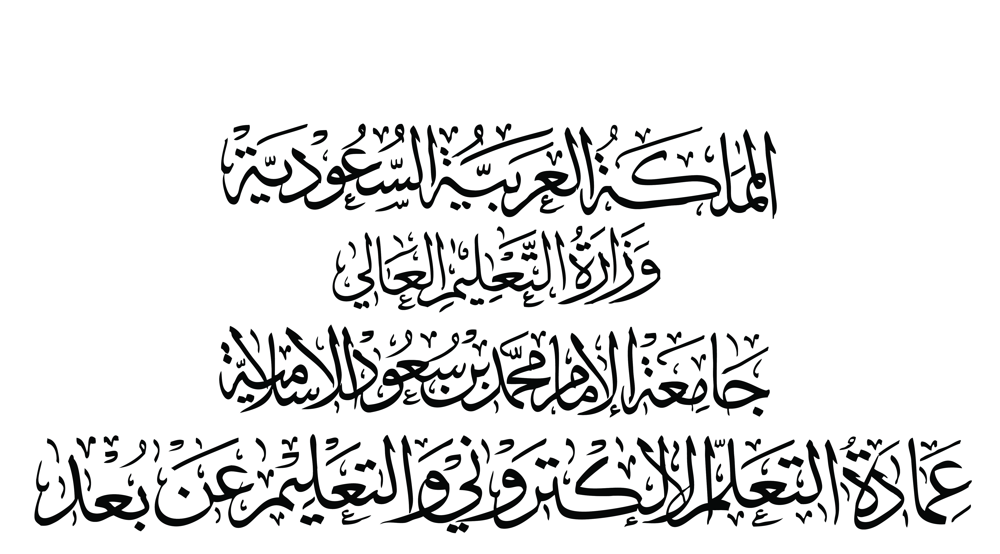 المملكة العربية السعودية
وزارة التعليم العالي
جامعة الإمام محمد بن سعود الإسلامية
عمادة التعلم الإلكتروني والتعليم عن بعد